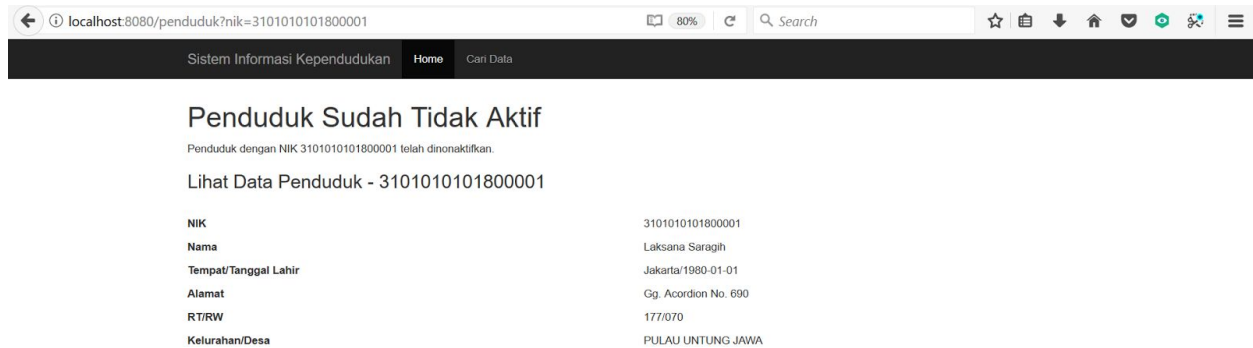 localhost:8080/penduduk?nik=3101010101800001 80% Search
Sistem Informasi Kependudukan Home Cari Data
Penduduk Sudah Tidak Aktif
Penduduk dengan NIK 3101010101800001 telah dinonaktifkan.
Lihat Data Penduduk - 3101010101800001
NIK 3101010101800001
Nama Laksana Saragih
Tempat/Tanggal Lahir Jakarta/1980-01-01
Alamat Gg. Acordion No. 690
RT/RW 177/070
Kelurahan/Desa PULAU UNTUNG JAWA